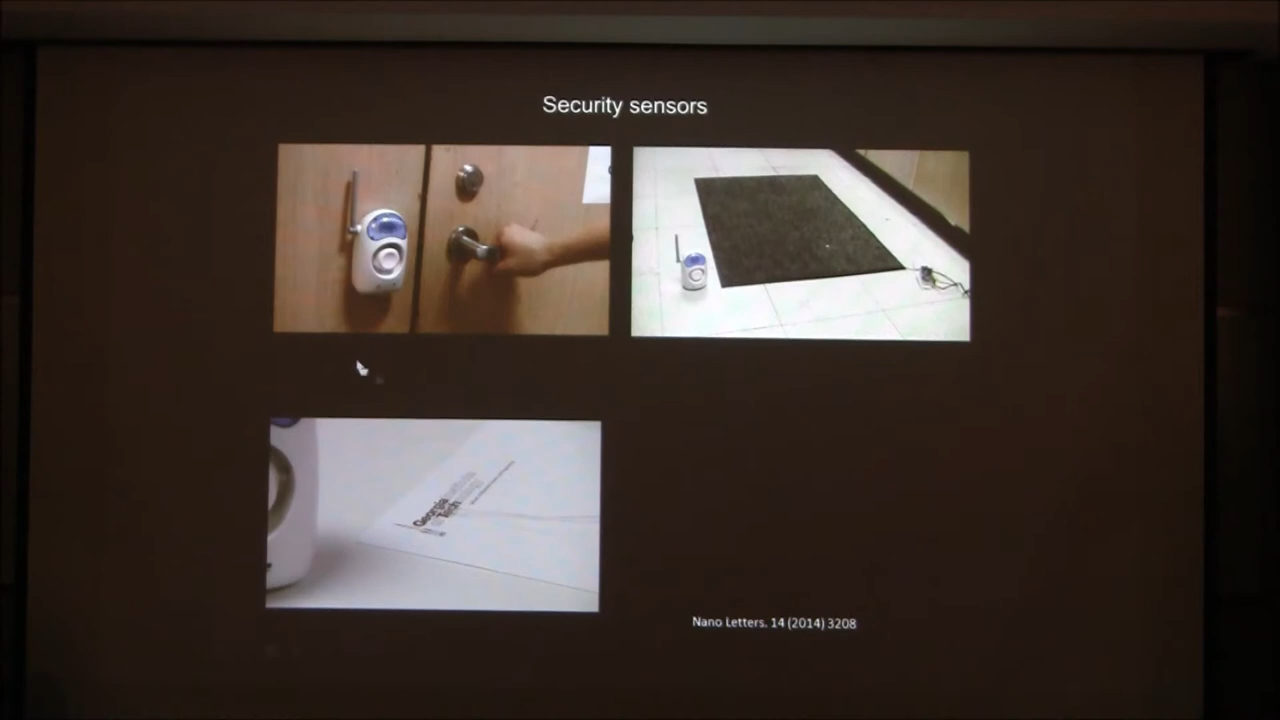 Security sensors
Georgia
Tech
Nano Letters. 14 (2014) 3208